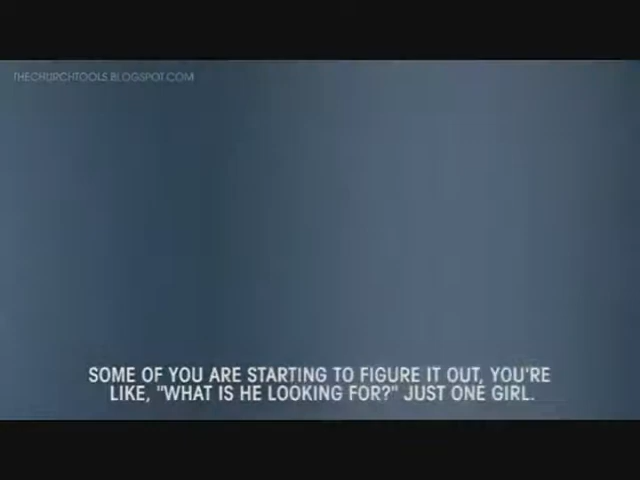 THECHURCHTOOLS.BLOGSPOT.COM
SOME OF YOU ARE STARTING TO FIGURE IT OUT, YOU'RE
LIKE, "WHAT IS HE LOOKING FOR?" JUST ONE GIRL.